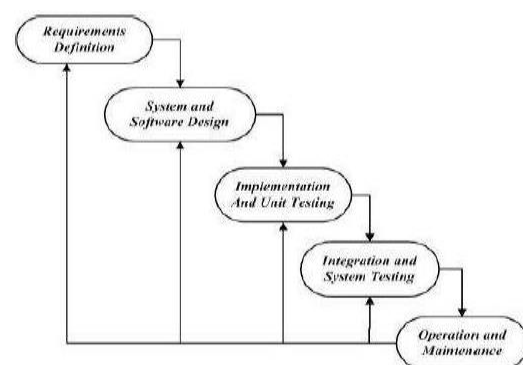 Requirements
Definition
System and
Software Design
Implementation
And Unit Testing
Integration and
System Testing
Operation and
Maintenance